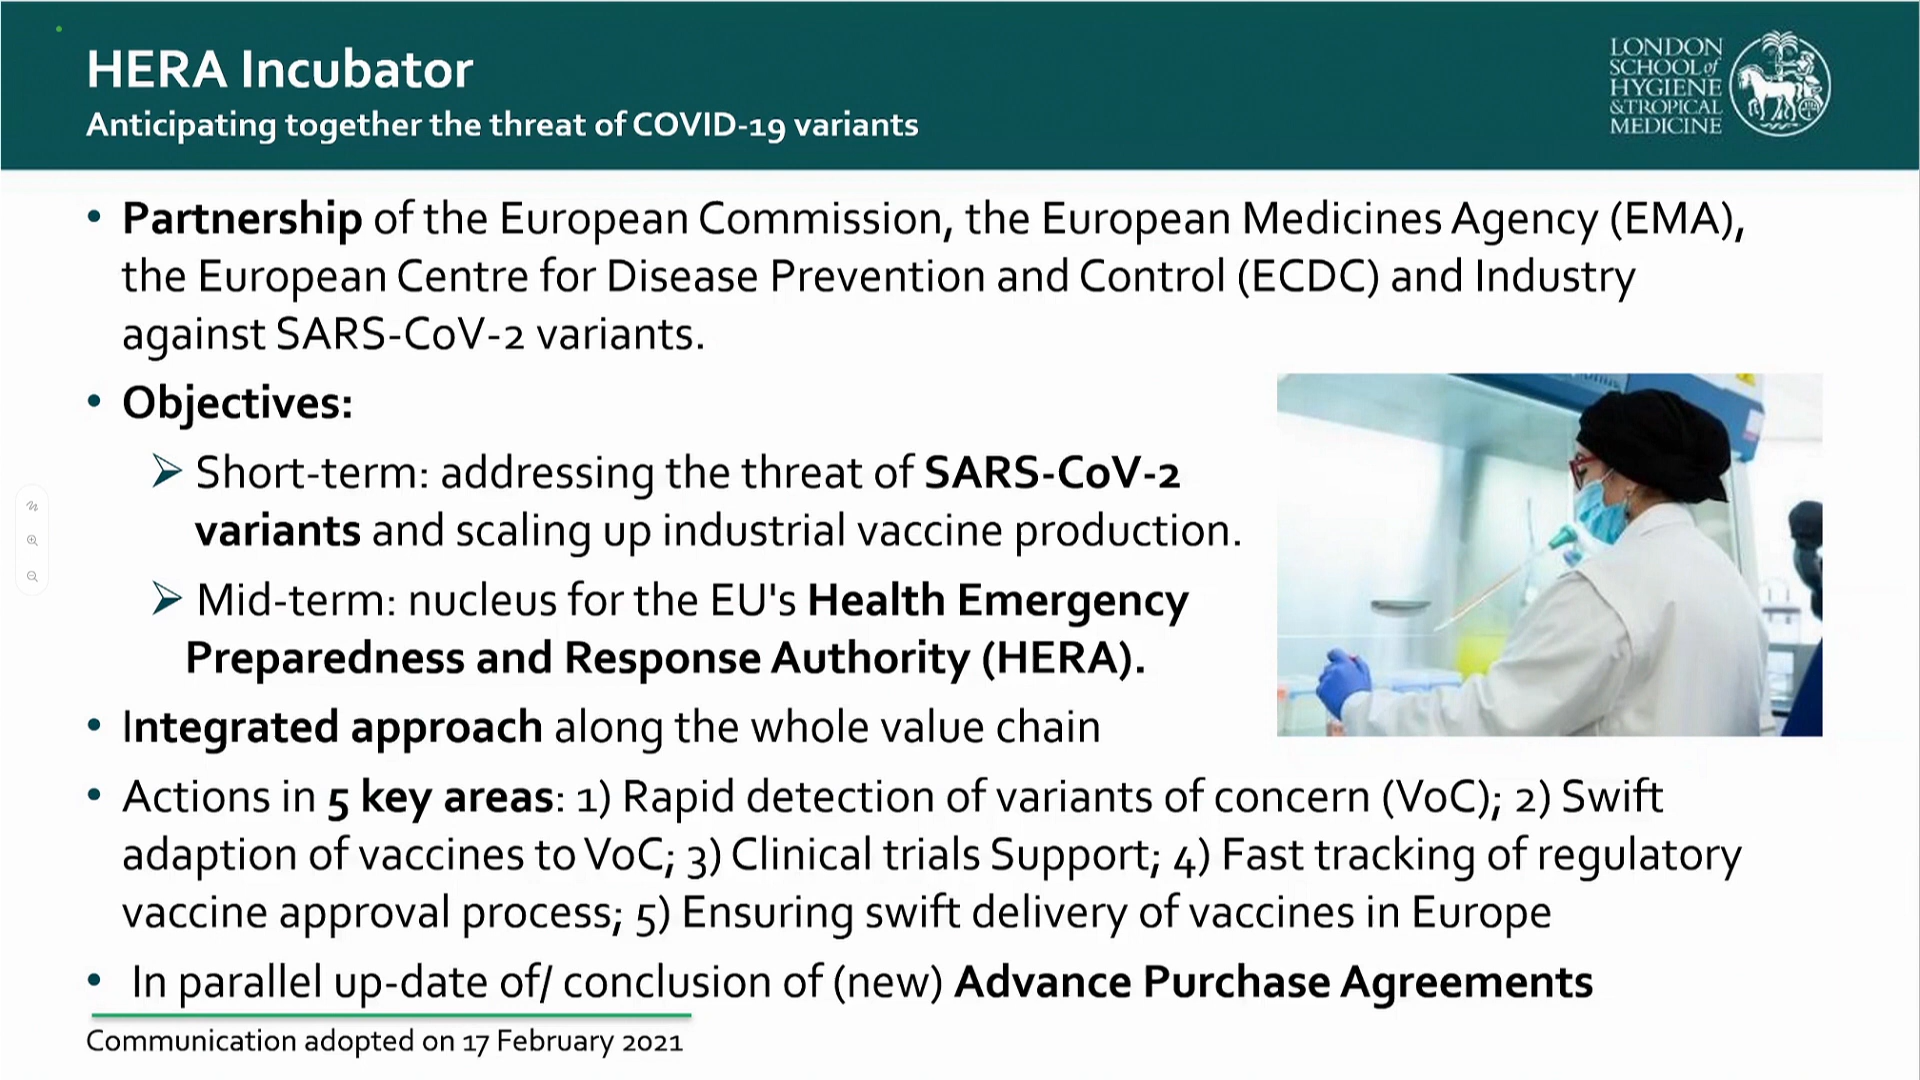 HERA Incubator
Anticipating together the threat of COVID-19 variants
LONDON
SCHOOL of
HYGIENE
& TROPICAL
MEDICINE
• Partnership of the European Commission, the European Medicines Agency (EMA),
the European Centre for Disease Prevention and Control (ECDC) and Industry
against SARS-CoV-2 variants.
• Objectives:
➢ Short-term: addressing the threat of SARS-CoV-2
variants and scaling up industrial vaccine production.
➢ Mid-term: nucleus for the EU's Health Emergency
Preparedness and Response Authority (HERA).
• Integrated approach along the whole value chain
• Actions in 5 key areas: 1) Rapid detection of variants of concern (VoC); 2) Swift
adaption of vaccines to VoC; 3) Clinical trials Support; 4) Fast tracking of regulatory
vaccine approval process; 5) Ensuring swift delivery of vaccines in Europe
• In parallel up-date of/ conclusion of (new) Advance Purchase Agreements
Communication adopted on 17 February 2021